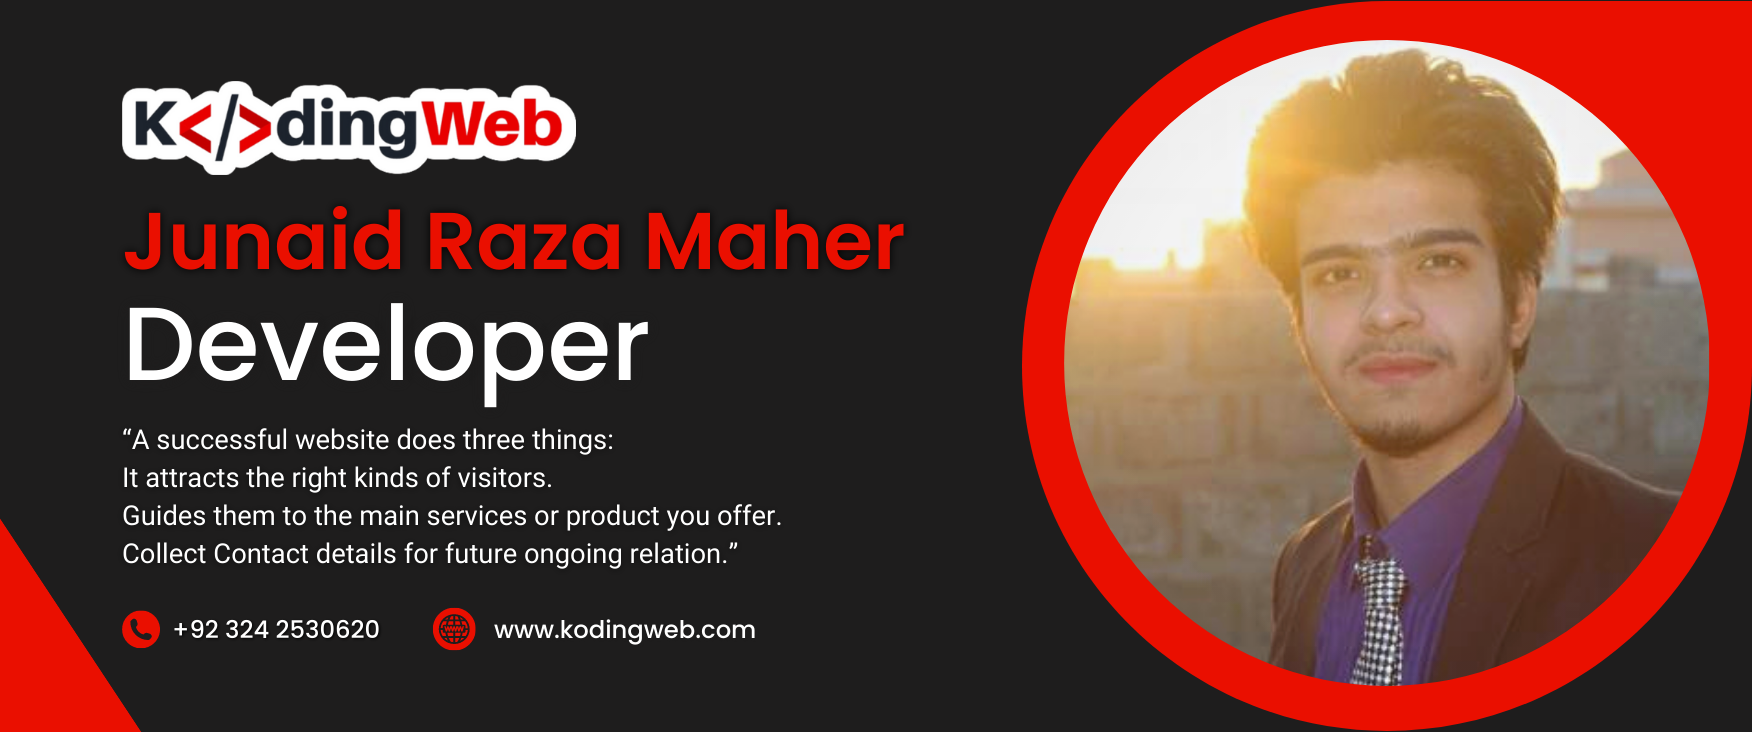 K</>dingWeb
Junaid Raza Maher
Developer
“A successful website does three things:
It attracts the right kinds of visitors.
Guides them to the main services or product you offer.
Collect Contact details for future ongoing relation.”
+92 324 2530620 www.kodingweb.com